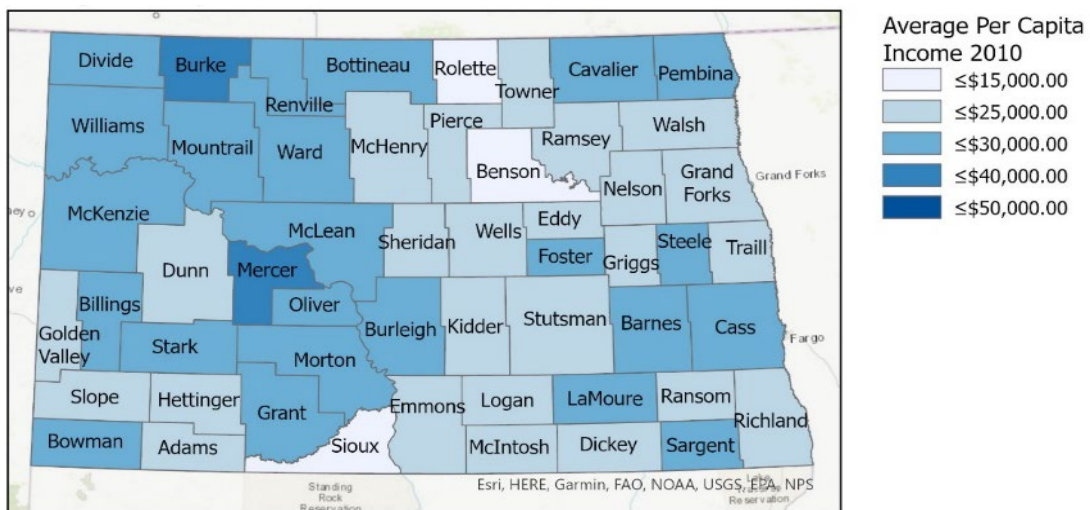 Average Per Capita
Income 2010
≤$15,000.00
≤$25,000.00
≤$30,000.00
≤$40,000.00
≤$50,000.00
Divide
Burke
Renville
Bottineau
Rolette
Towner
Cavalier
Pembina
Williams
Mountrail
Ward
McHenry
Pierce
Benson
Ramsey
Walsh
Nelson
Grand
Forks
Grand Forks
McKenzie
Dunn
McLean
Mercer
Oliver
Sheridan
Wells
Eddy
Foster
Griggs
Steele
Traill
Golden
Valley
Billings
Stark
Morton
Burleigh
Kidder
Stutsman
Barnes
Cass
Fargo
Slope
Hettinger
Grant
Emmons
Logan
LaMoure
Ransom
Richland
Bowman
Adams
Sioux
McIntosh
Dickey
Sargent
Standing
Rock
Reservation
Esri, HERE, Garmin, FAO, NOAA, USGS, EPA, NPS
Reservation